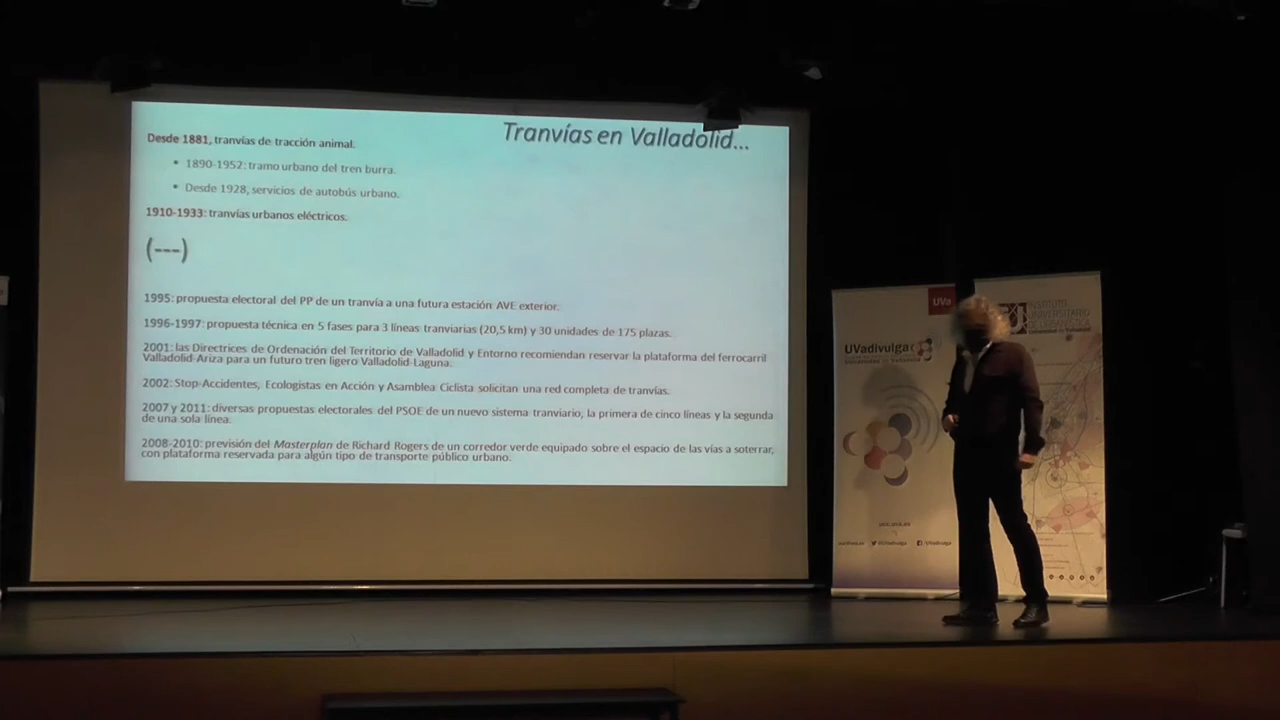 Tranvías en Valladolid...
Desde 1881, tranvías de tracción animal.
• 1890-1952: tramo urbano del tren burra.
• Desde 1928, servicios de autobús urbano.
1910-1933: tranvías urbanos eléctricos.
(---)
1995: propuesta electoral del PP de un tranvía a una futura estación AVE exterior.
1996-1997: propuesta técnica en 5 fases para 3 líneas tranviarias (20,5 km) y 30 unidades de 175 plazas.
2001: las Directrices de Ordenación del Territorio de Valladolid y Entorno recomiendan reservar la plataforma del ferrocarril
Valladolid-Ariza para un futuro tren ligero Valladolid-Laguna.
2002: Stop-Accidentes, Ecologistas en Acción y Asamblea Ciclista solicitan una red completa de tranvías.
2007 y 2011: diversas propuestas electorales del PSOE de un nuevo sistema tranviario, la primera de cinco líneas y la segunda
de una sola línea.
2008-2010: previsión del Masterplan de Richard Rogers de un corredor verde equipado sobre el espacio de las vías a soterrar,
con plataforma reservada para algún tipo de transporte público urbano.
UVa
UVadivulga
INSTITUTO
UNIVERSITARIO
DE URBANÍSTICA
Universidad de Valladolid